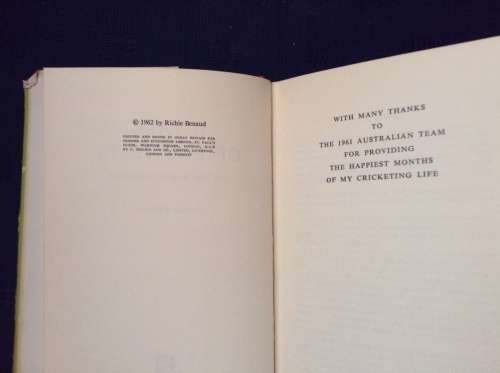 © 1962 by Richie Benaud
PRINTED AND BOUND IN GREAT BRITAIN FOR
HODDER AND STOUGHTON LIMITED, ST. PAUL'S
HOUSE, WARWICK SQUARE, LONDON, E.C.4
BY C. TINLING AND CO., LIMITED, LIVERPOOL,
LONDON AND PRESCOT
WITH MANY THANKS
TO
THE 1961 AUSTRALIAN TEAM
FOR PROVIDING
THE HAPPIEST MONTHS
OF MY CRICKETING LIFE